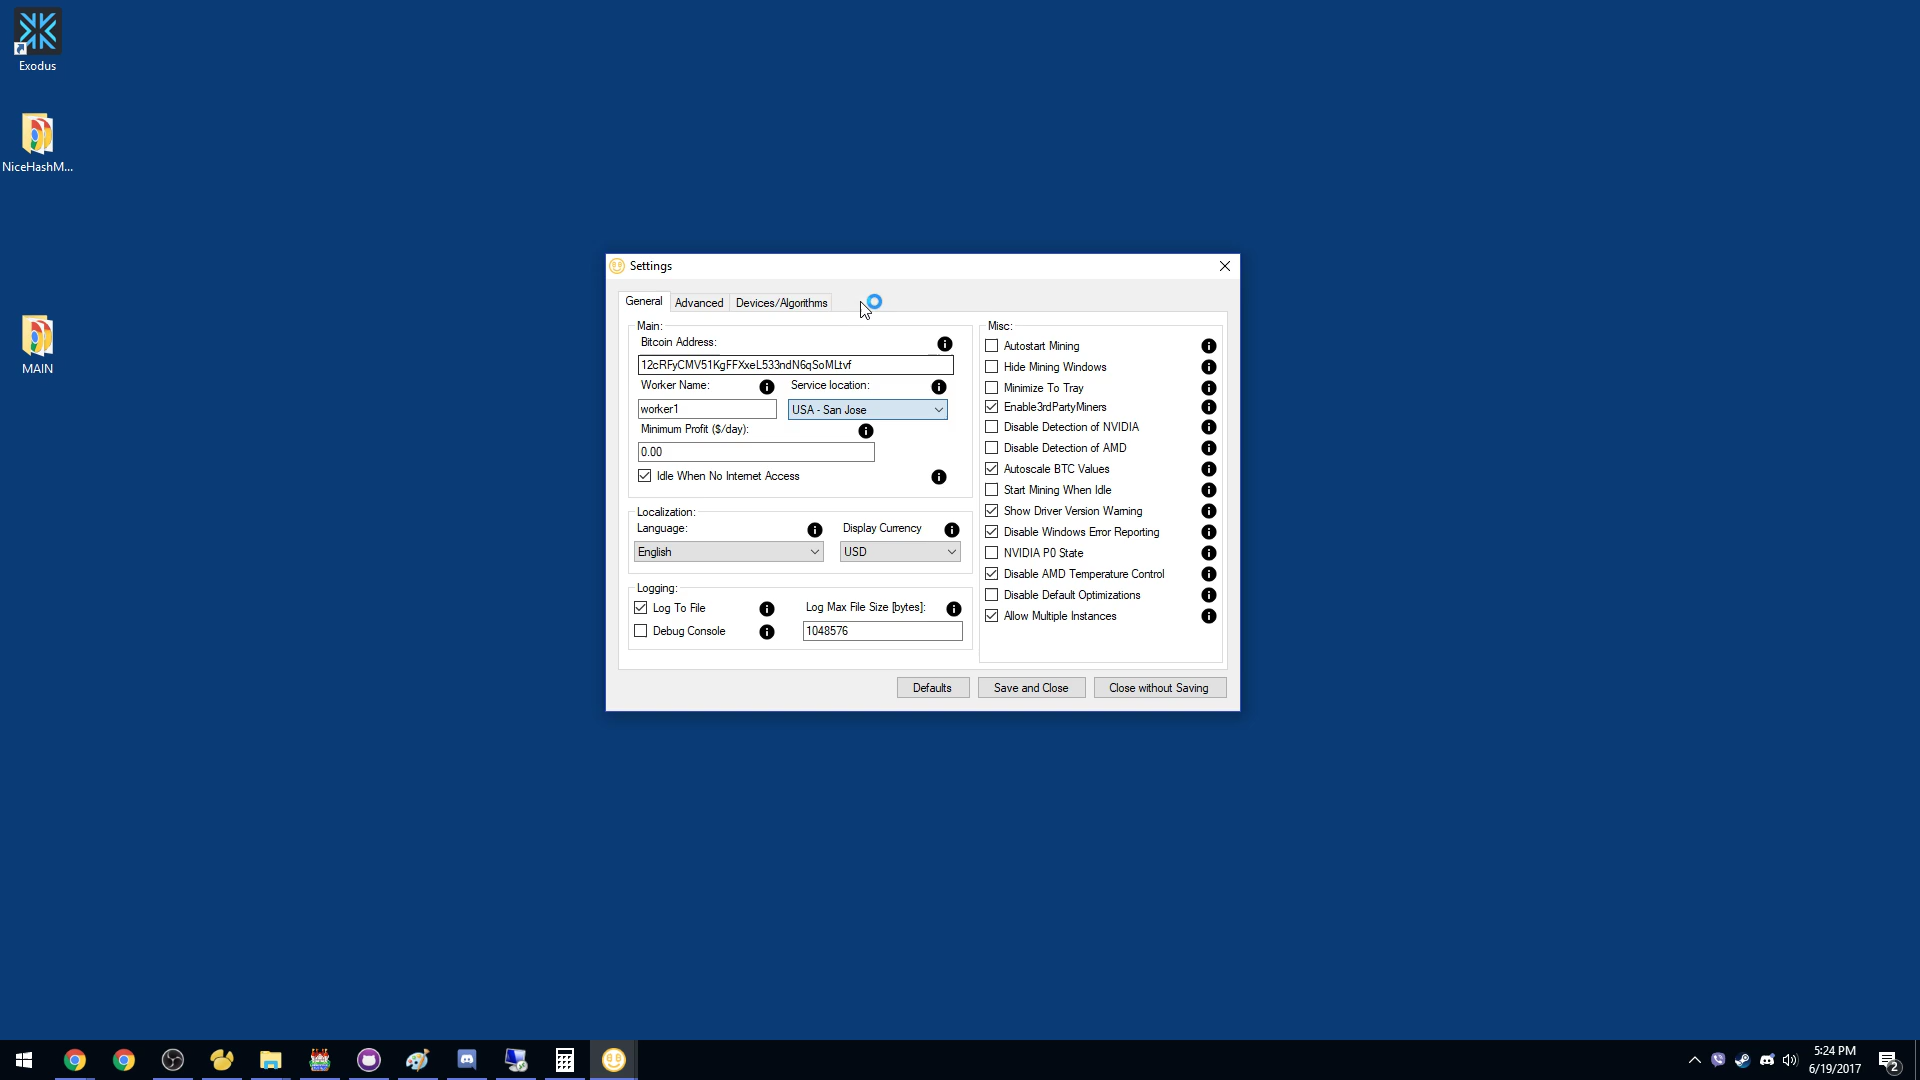 Exodus
NiceHashM...
MAIN
Settings
General
Advanced
Devices/Algorithms
Main:
Bitcoin Address:
12cRFyCMV51KgFFXxeL533ndN6qSoMLtvf
Worker Name:
Service location:
worker1
USA - San Jose
Minimum Profit ($/day):
0.00
Idle When No Internet Access
Localization:
Language:
Display Currency
English
USD
Logging:
Log To File
Log Max File Size [bytes]:
Debug Console
1048576
Misc:
Autostart Mining
Hide Mining Windows
Minimize To Tray
Enable3rdPartyMiners
Disable Detection of NVIDIA
Disable Detection of AMD
Autoscale BTC Values
Start Mining When Idle
Show Driver Version Warning
Disable Windows Error Reporting
NVIDIA P0 State
Disable AMD Temperature Control
Disable Default Optimizations
Allow Multiple Instances
Defaults
Save and Close
Close without Saving
5:24 PM
6/19/2017
2